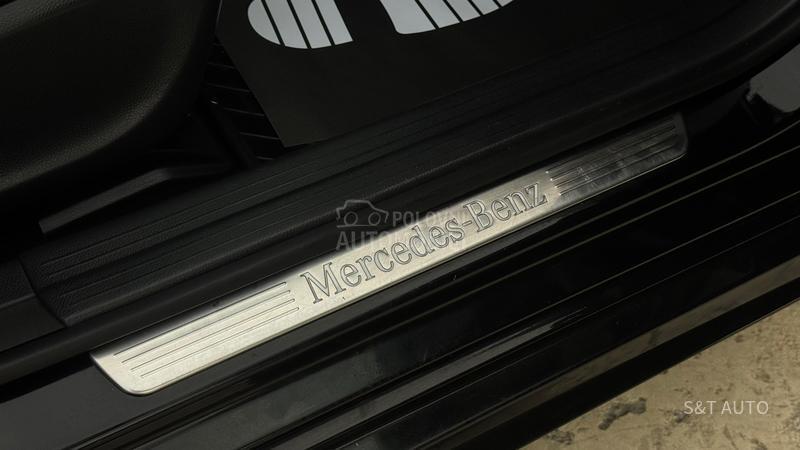 POLOVNI
AUTOMOBILI
Mercedes-Benz
S&T AUTO